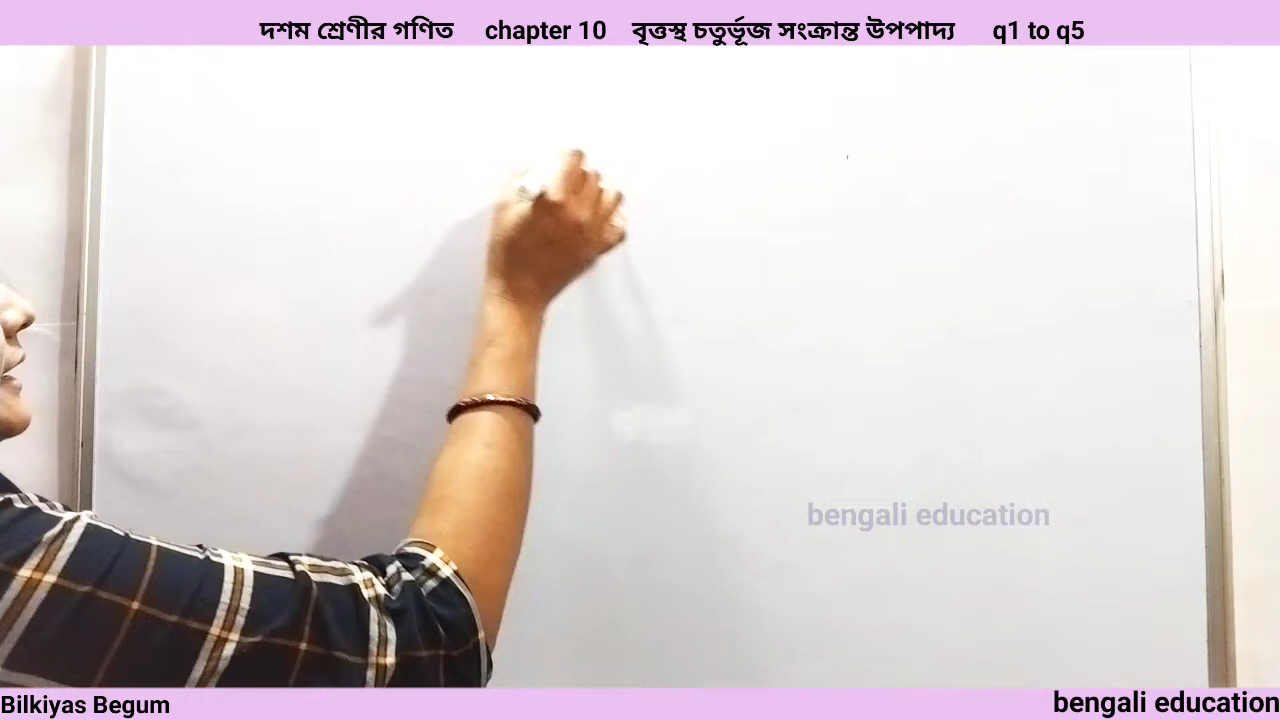 দশম শ্রেণীর গণিত chapter 10 বৃত্তস্থ চতুর্ভূজ সংক্রান্ত উপপাদ্য q1 to q5
bengali education
Bilkiyas Begum
bengali education